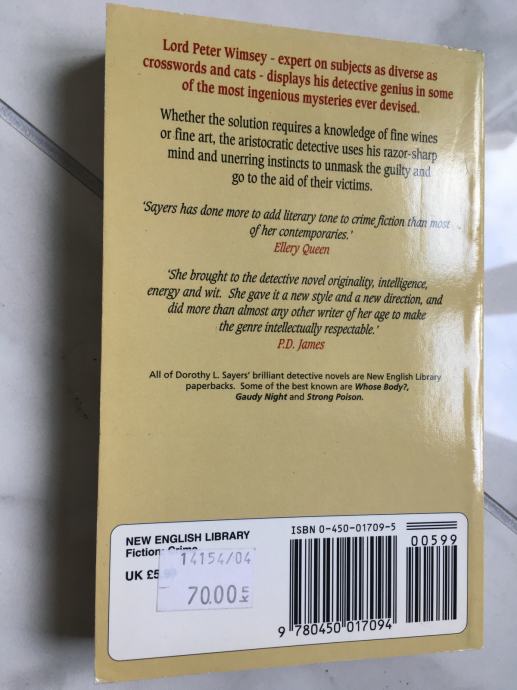 Lord Peter Wimsey - expert on subjects as diverse as
crosswords and cats - displays his detective genius in some
of the most ingenious mysteries ever devised.
Whether the solution requires a knowledge of fine wines
or fine art, the aristocratic detective uses his razor-sharp
mind and unerring instincts to unmask the guilty and
go to the aid of their victims.
‘Sayers has done more to add literary tone to crime fiction than most
of her contemporaries.’
Ellery Queen
‘She brought to the detective novel originality, intelligence,
energy and wit. She gave it a new style and a new direction, and
did more than almost any other writer of her age to make
the genre intellectually respectable.’
P.D. James
All of Dorothy L. Sayers’ brilliant detective novels are New English Library
paperbacks. Some of the best known are Whose Body?,
Gaudy Night and Strong Poison.
NEW ENGLISH LIBRARY
Fiction: Crime
UK £5
14154/04
70.00 KN
ISBN 0-450-01709-5
00599
9 780450 017094